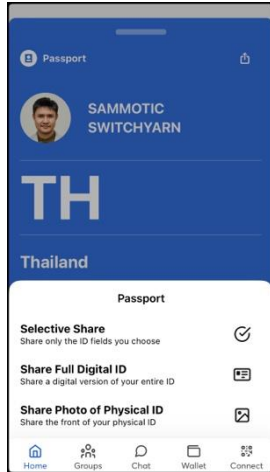 Passport
SAMMOTIC
SWITCHYARN
TH
Thailand
Passport
Selective Share
Share only the ID fields you choose
Share Full Digital ID
Share a digital version of your entire ID
Share Photo of Physical ID
Share the front of your physical ID
Home Groups Chat Wallet Connect